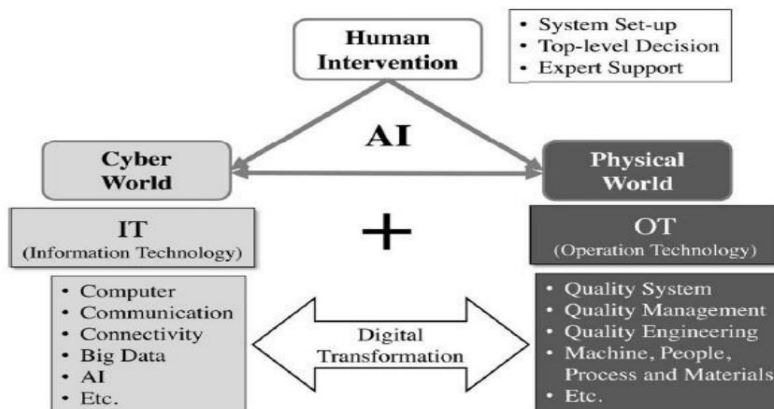 Human
Intervention
• System Set-up
• Top-level Decision
• Expert Support
AI
Cyber
World
Physical
World
IT
(Information Technology)
+
OT
(Operation Technology)
• Computer
• Communication
• Connectivity
• Big Data
• AI
• Etc.
Digital
Transformation
• Quality System
• Quality Management
• Quality Engineering
• Machine, People,
Process and Materials
• Etc.